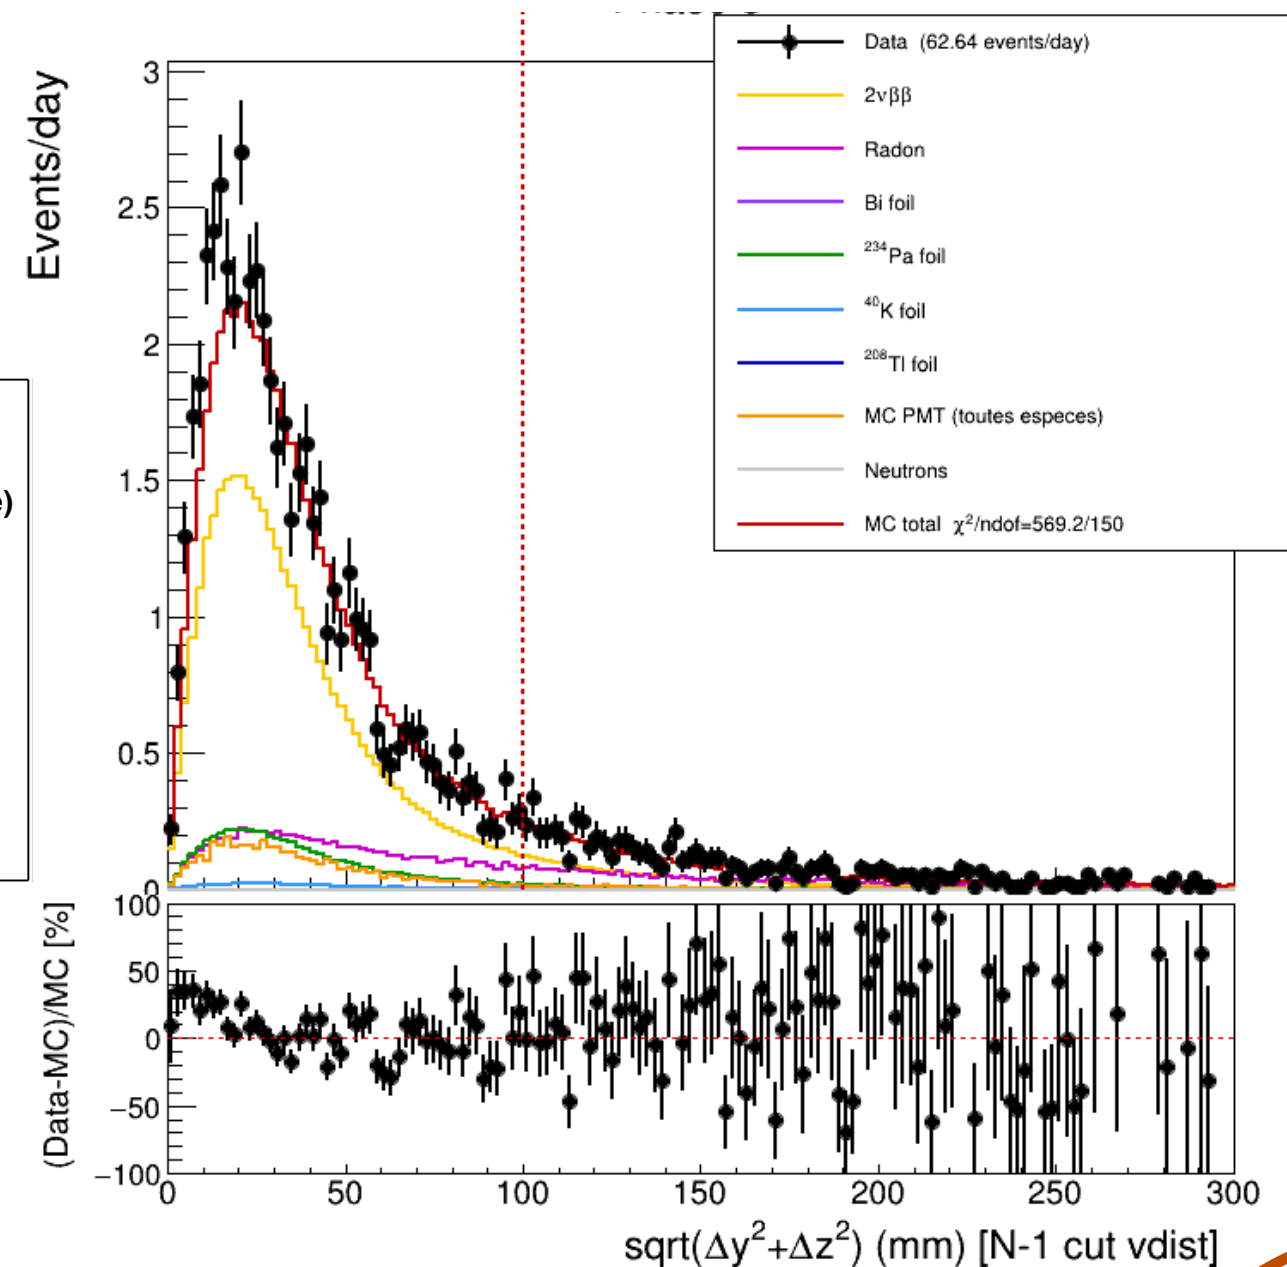 Events/day
3
2.5
2
1.5
1
0.5
0
Data (62.64 events/day)
2νββ
Radon
Bi foil
²³⁴Pa foil
⁴⁰K foil
²⁰⁸Tl foil
MC PMT (toutes especes)
Neutrons
MC total χ²/ndof=569.2/150
e)
(Data-MC)/MC [%]
100
50
0
−50
−100
0 50 100 150 200 250 300
sqrt(Δy²+Δz²) (mm) [N-1 cut vdist]